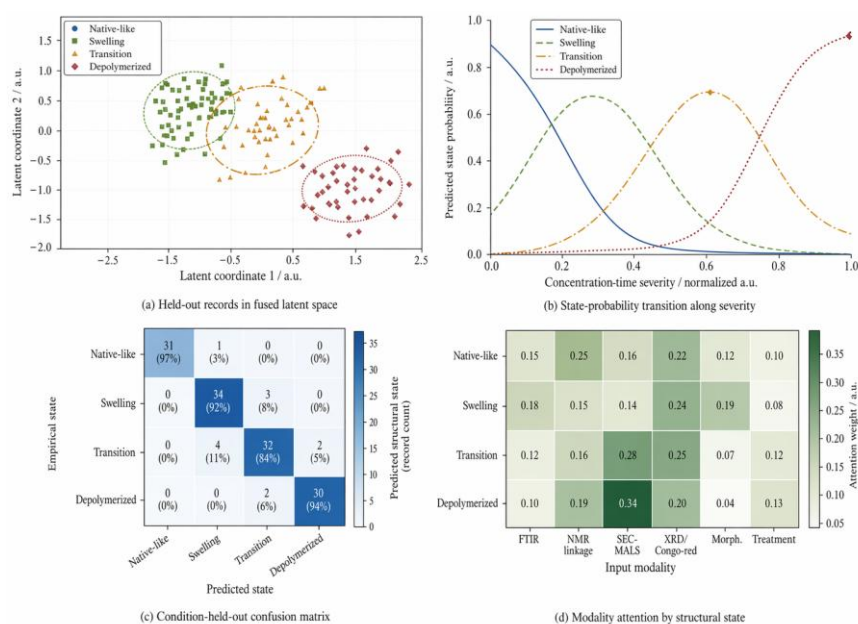 Native-like
Swelling
Transition
Depolymerized
1.5
1.0
0.5
0.0
−0.5
−1.0
−1.5
−2.0
−2.5
−1.5
−0.5
0.5
1.5
2.5
Latent coordinate 2 / a.u.
Latent coordinate 1 / a.u.
(a) Held-out records in fused latent space
Native-like
Swelling
Transition
Depolymerized
1.0
0.8
0.6
0.4
0.2
0.0
0.0
0.2
0.4
0.6
0.8
1.0
Predicted state probability / a.u.
Concentration-time severity / normalized a.u.
(b) State-probability transition along severity
Empirical state
Native-like
31 1 0 0
(97%) (3%) (0%) (0%)
Swelling
0 34 3 0
(0%) (92%) (8%) (0%)
Transition
0 4 32 2
(0%) (11%) (84%) (5%)
Depolymerized
0 0 2 30
(0%) (0%) (6%) (94%)
Native-like
Swelling
Transition
Depolymerized
Predicted state
35
30
25
20
15
10
5
0
Predicted structural state
(record count)
(c) Condition-held-out confusion matrix
Native-like 0.15 0.25 0.16 0.22 0.12 0.10
Swelling 0.18 0.15 0.14 0.24 0.19 0.08
Transition 0.12 0.16 0.28 0.25 0.07 0.12
Depolymerized 0.10 0.19 0.34 0.20 0.04 0.13
FTIR NMR SEC- XRD/ Morph. Treatment
linkage MALS Congo-red
Input modality
0.35
0.30
0.25
0.20
0.15
0.10
0.05
Attention weight / a.u.
(d) Modality attention by structural state